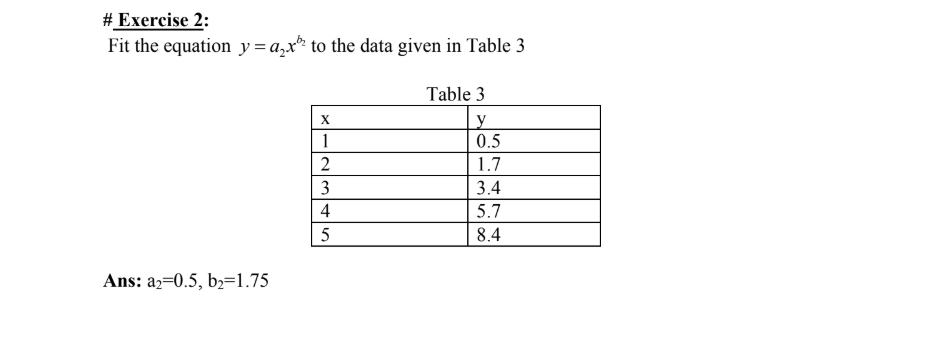 # Exercise 2:
Fit the equation y = a₂x^b₂ to the data given in Table 3
Table 3
x y
1 0.5
2 1.7
3 3.4
4 5.7
5 8.4
Ans: a₂=0.5, b₂=1.75